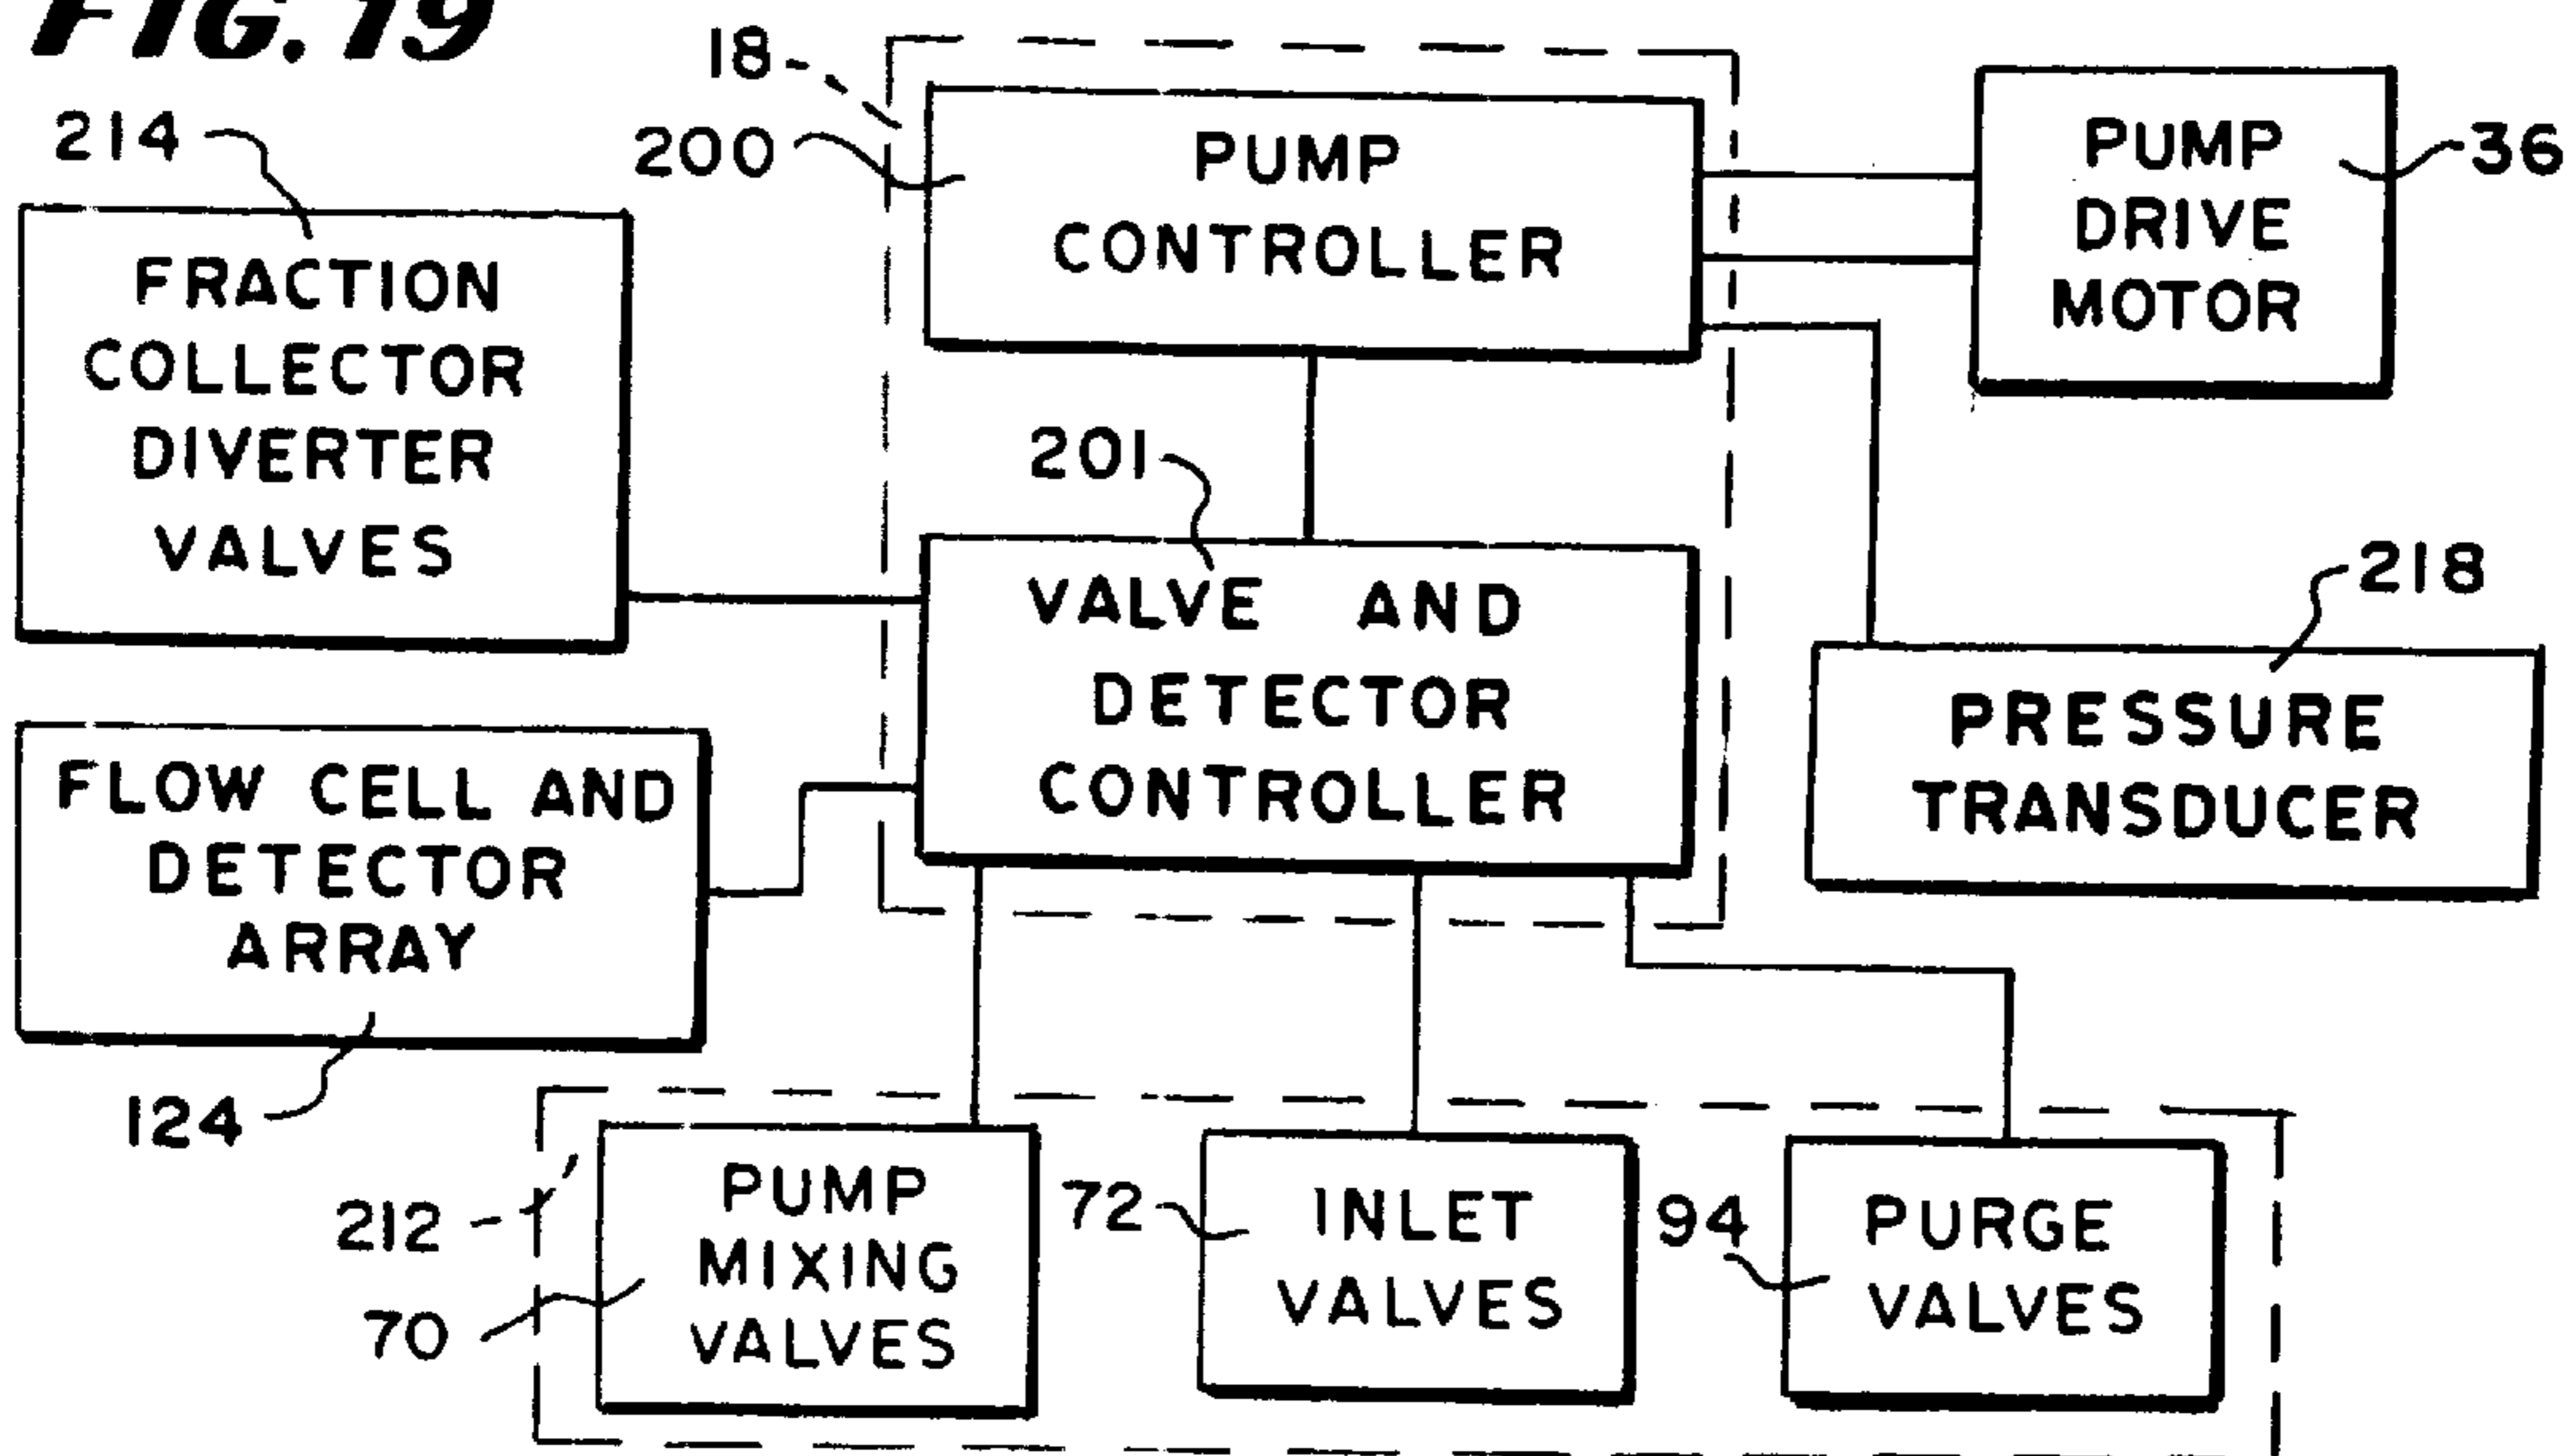 FIG. 19
18
200
PUMP
CONTROLLER
PUMP
DRIVE
MOTOR
36
214
FRACTION
COLLECTOR
DIVERTER
VALVES
201
VALVE AND
DETECTOR
CONTROLLER
218
PRESSURE
TRANSDUCER
FLOW CELL AND
DETECTOR
ARRAY
124
212
70
PUMP
MIXING
VALVES
72
INLET
VALVES
94
PURGE
VALVES